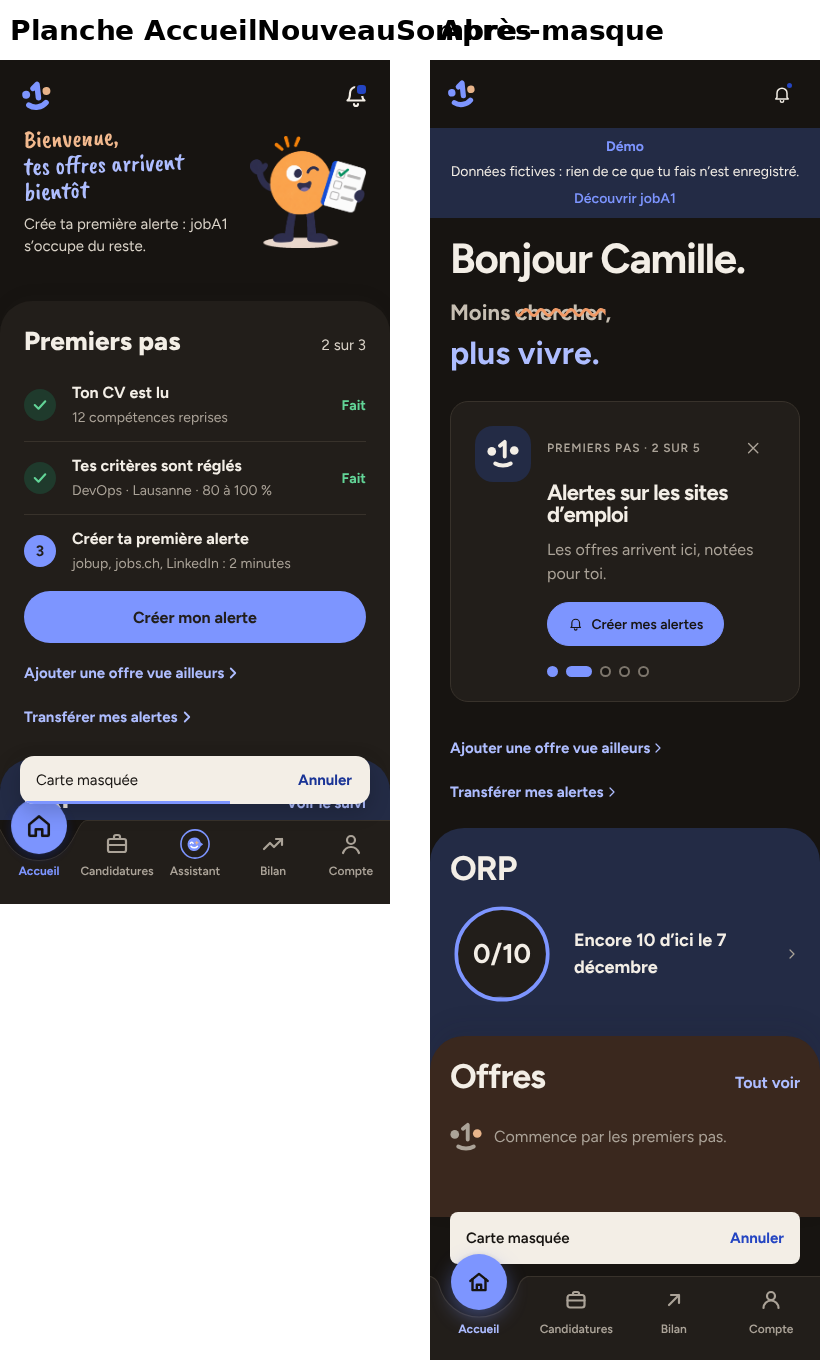 Planche AccueilNouveauSombre
Bienvenue,
tes offres arrivent
bientôt
Crée ta première alerte : jobA1
s’occupe du reste.
Premiers pas
2 sur 3
Ton CV est lu
12 compétences reprises
Fait
Tes critères sont réglés
DevOps · Lausanne · 80 à 100 %
Fait
3
Créer ta première alerte
jobup, jobs.ch, LinkedIn : 2 minutes
Créer mon alerte
Ajouter une offre vue ailleurs
Transférer mes alertes
Carte masquée
Annuler
Voir le suivi
Accueil
Candidatures
Assistant
Bilan
Compte
Après-masque
Démo
Données fictives : rien de ce que tu fais n’est enregistré.
Découvrir jobA1
Bonjour Camille.
Moins chercher,
plus vivre.
PREMIERS PAS · 2 SUR 5
Alertes sur les sites
d’emploi
Les offres arrivent ici, notées
pour toi.
Créer mes alertes
Ajouter une offre vue ailleurs
Transférer mes alertes
ORP
0/10
Encore 10 d’ici le 7
décembre
Offres
Tout voir
Commence par les premiers pas.
Carte masquée
Annuler
Accueil
Candidatures
Bilan
Compte